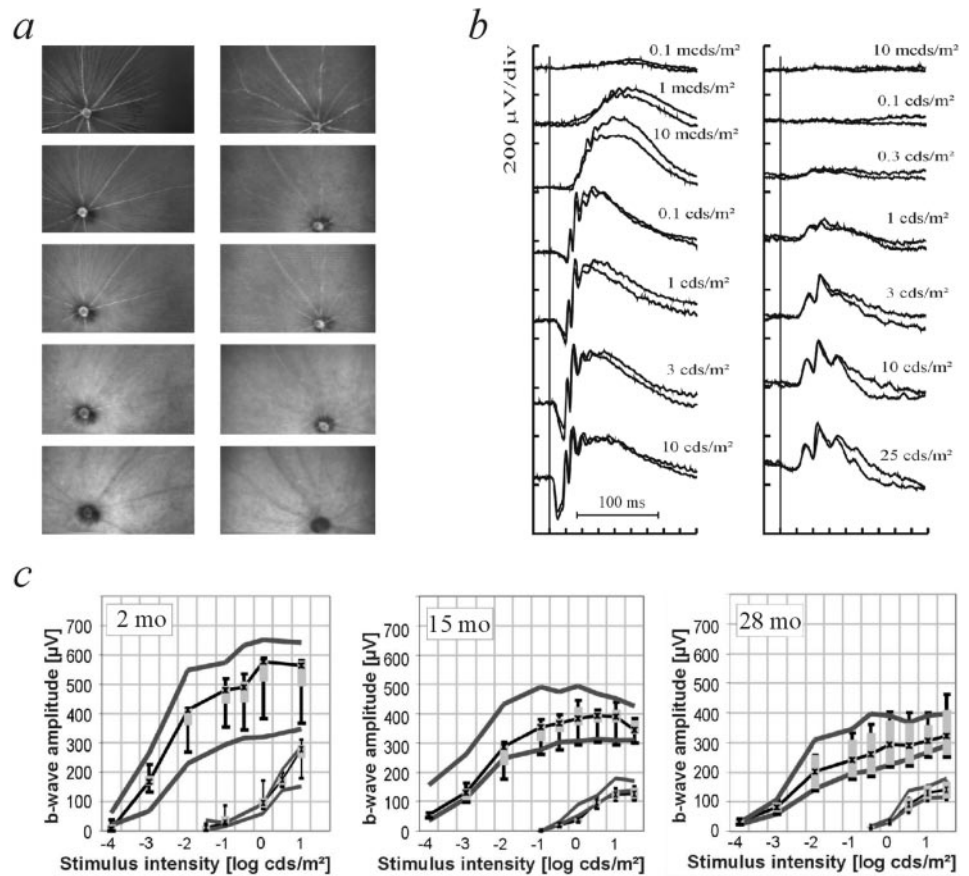 a
b
200 µV/div
0.1 mcds/m²
1 mcds/m²
10 mcds/m²
0.1 cds/m²
1 cds/m²
3 cds/m²
10 cds/m²
100 ms
10 mcds/m²
0.1 cds/m²
0.3 cds/m²
1 cds/m²
3 cds/m²
10 cds/m²
25 cds/m²
c
2 mo
b-wave amplitude [µV]
700
600
500
400
300
200
100
0
-4 -3 -2 -1 0 1
Stimulus intensity [log cds/m²]
15 mo
b-wave amplitude [µV]
700
600
500
400
300
200
100
0
-4 -3 -2 -1 0 1
Stimulus intensity [log cds/m²]
28 mo
b-wave amplitude [µV]
700
600
500
400
300
200
100
0
-4 -3 -2 -1 0 1
Stimulus intensity [log cds/m²]